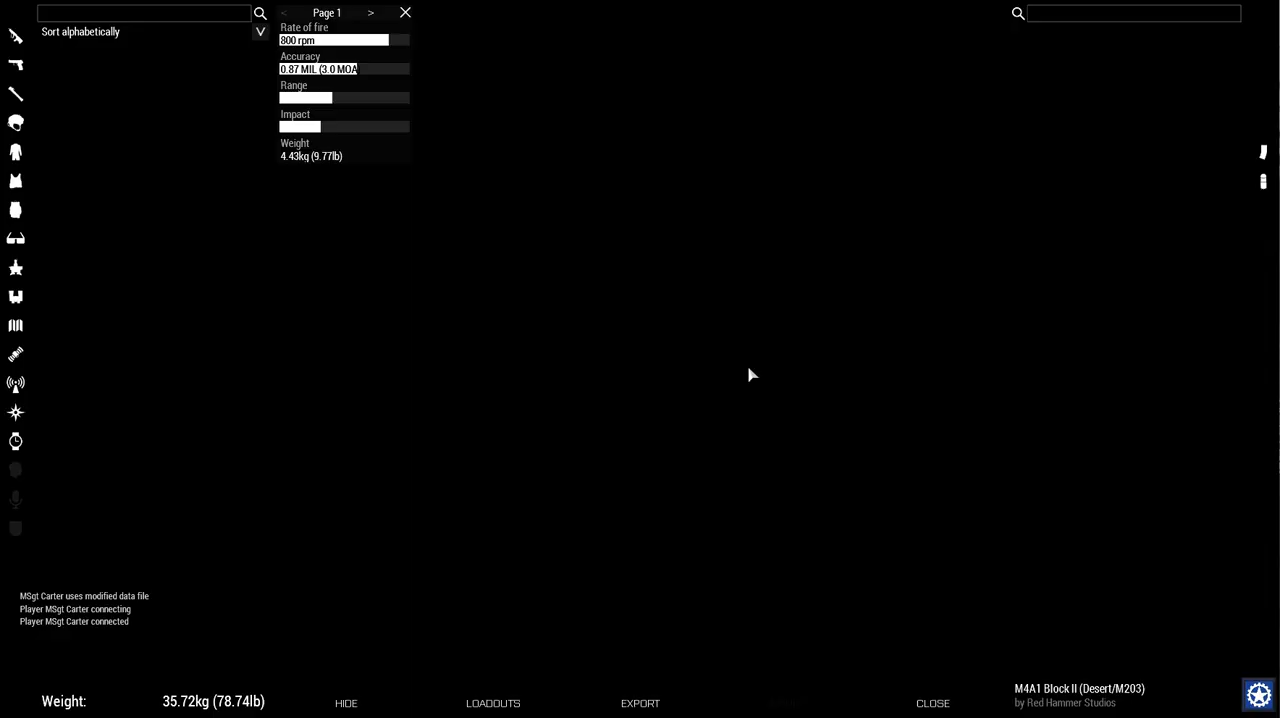 < Page 1 >
Sort alphabetically V
Rate of fire
800 rpm
Accuracy
0.87 MIL (3.0 MOA
Range
Impact
Weight
4.43kg (9.77lb)
MSgt Carter uses modified data file
Player MSgt Carter connecting
Player MSgt Carter connected
Weight: 35.72kg (78.74lb)
HIDE
LOADOUTS
EXPORT
CLOSE
M4A1 Block II (Desert/M203)
by Red Hammer Studios